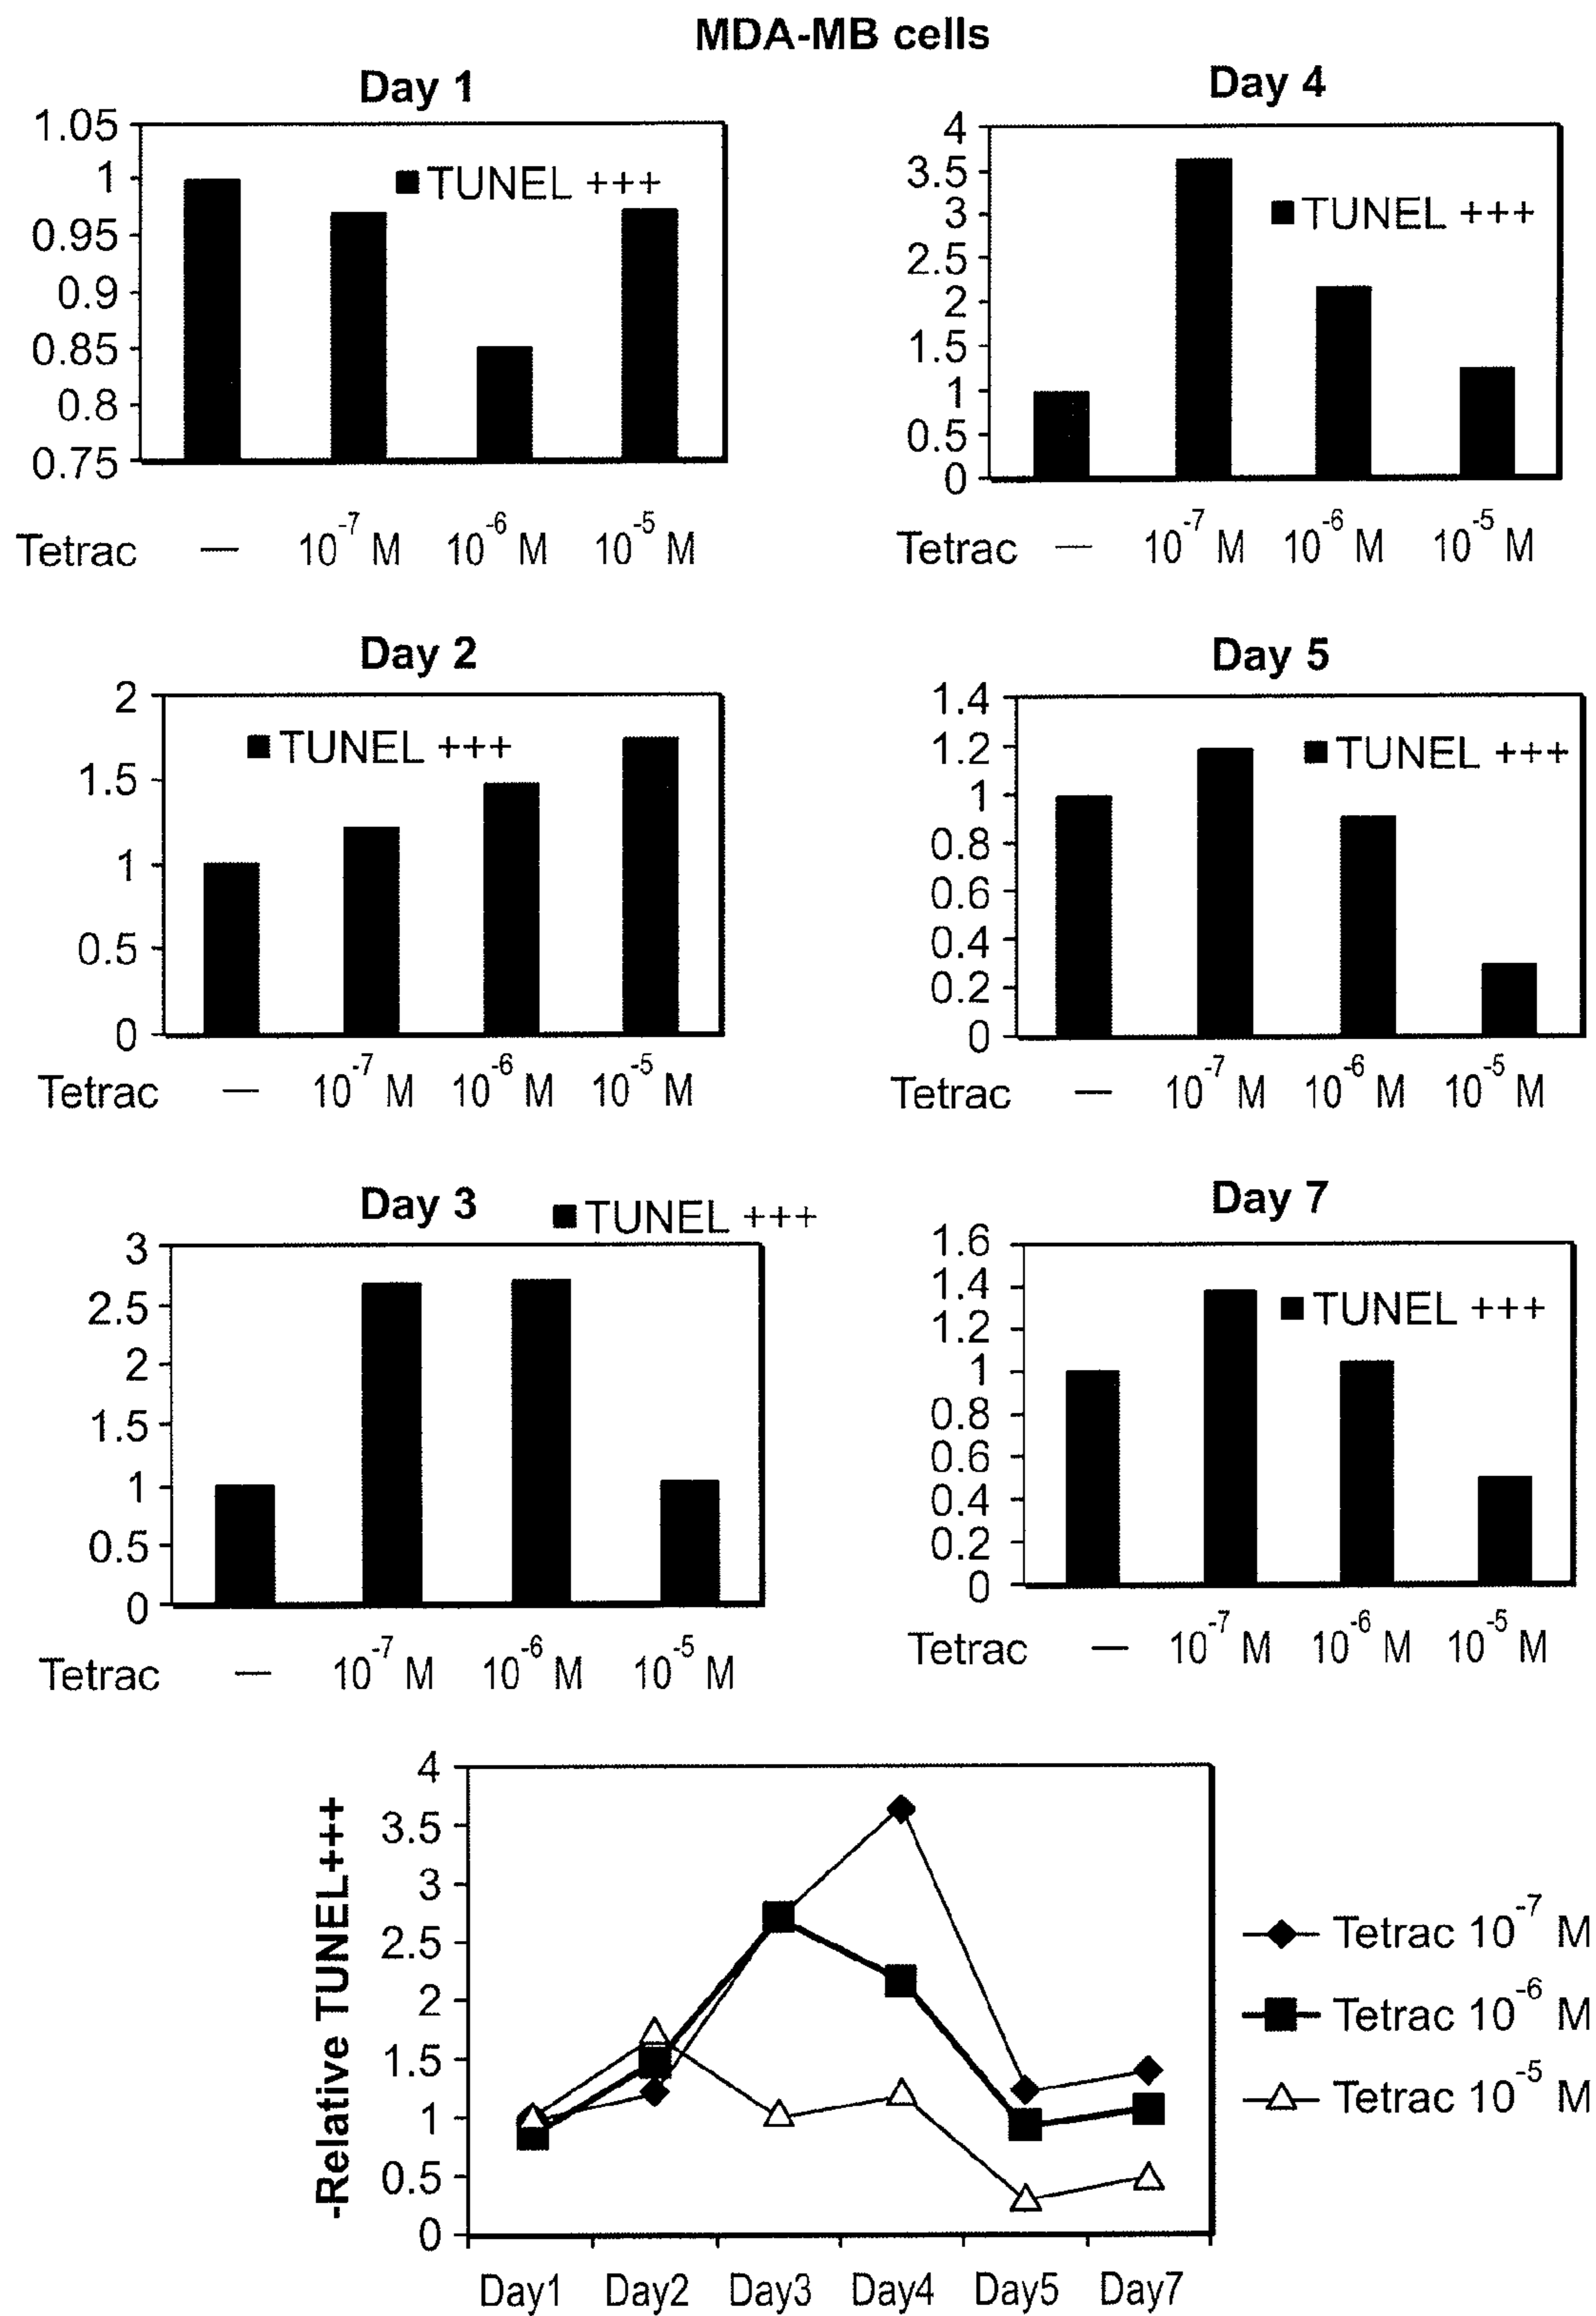 MDA-MB cells
Day 1
1.05
1
0.95
0.9
0.85
0.8
0.75
TUNEL +++
Tetrac — 10⁻⁷ M 10⁻⁶ M 10⁻⁵ M
Day 4
4
3.5
3
2.5
2
1.5
1
0.5
0
TUNEL +++
Tetrac — 10⁻⁷ M 10⁻⁶ M 10⁻⁵ M
Day 2
2
1.5
1
0.5
0
TUNEL +++
Tetrac — 10⁻⁷ M 10⁻⁶ M 10⁻⁵ M
Day 5
1.4
1.2
1
0.8
0.6
0.4
0.2
0
TUNEL +++
Tetrac — 10⁻⁷ M 10⁻⁶ M 10⁻⁵ M
Day 3
TUNEL +++
3
2.5
2
1.5
1
0.5
0
Tetrac — 10⁻⁷ M 10⁻⁶ M 10⁻⁵ M
Day 7
1.6
1.4
1.2
1
0.8
0.6
0.4
0.2
0
TUNEL +++
Tetrac — 10⁻⁷ M 10⁻⁶ M 10⁻⁵ M
-Relative TUNEL+++
4
3.5
3
2.5
2
1.5
1
0.5
0
Day1 Day2 Day3 Day4 Day5 Day7
Tetrac 10⁻⁷ M
Tetrac 10⁻⁶ M
Tetrac 10⁻⁵ M